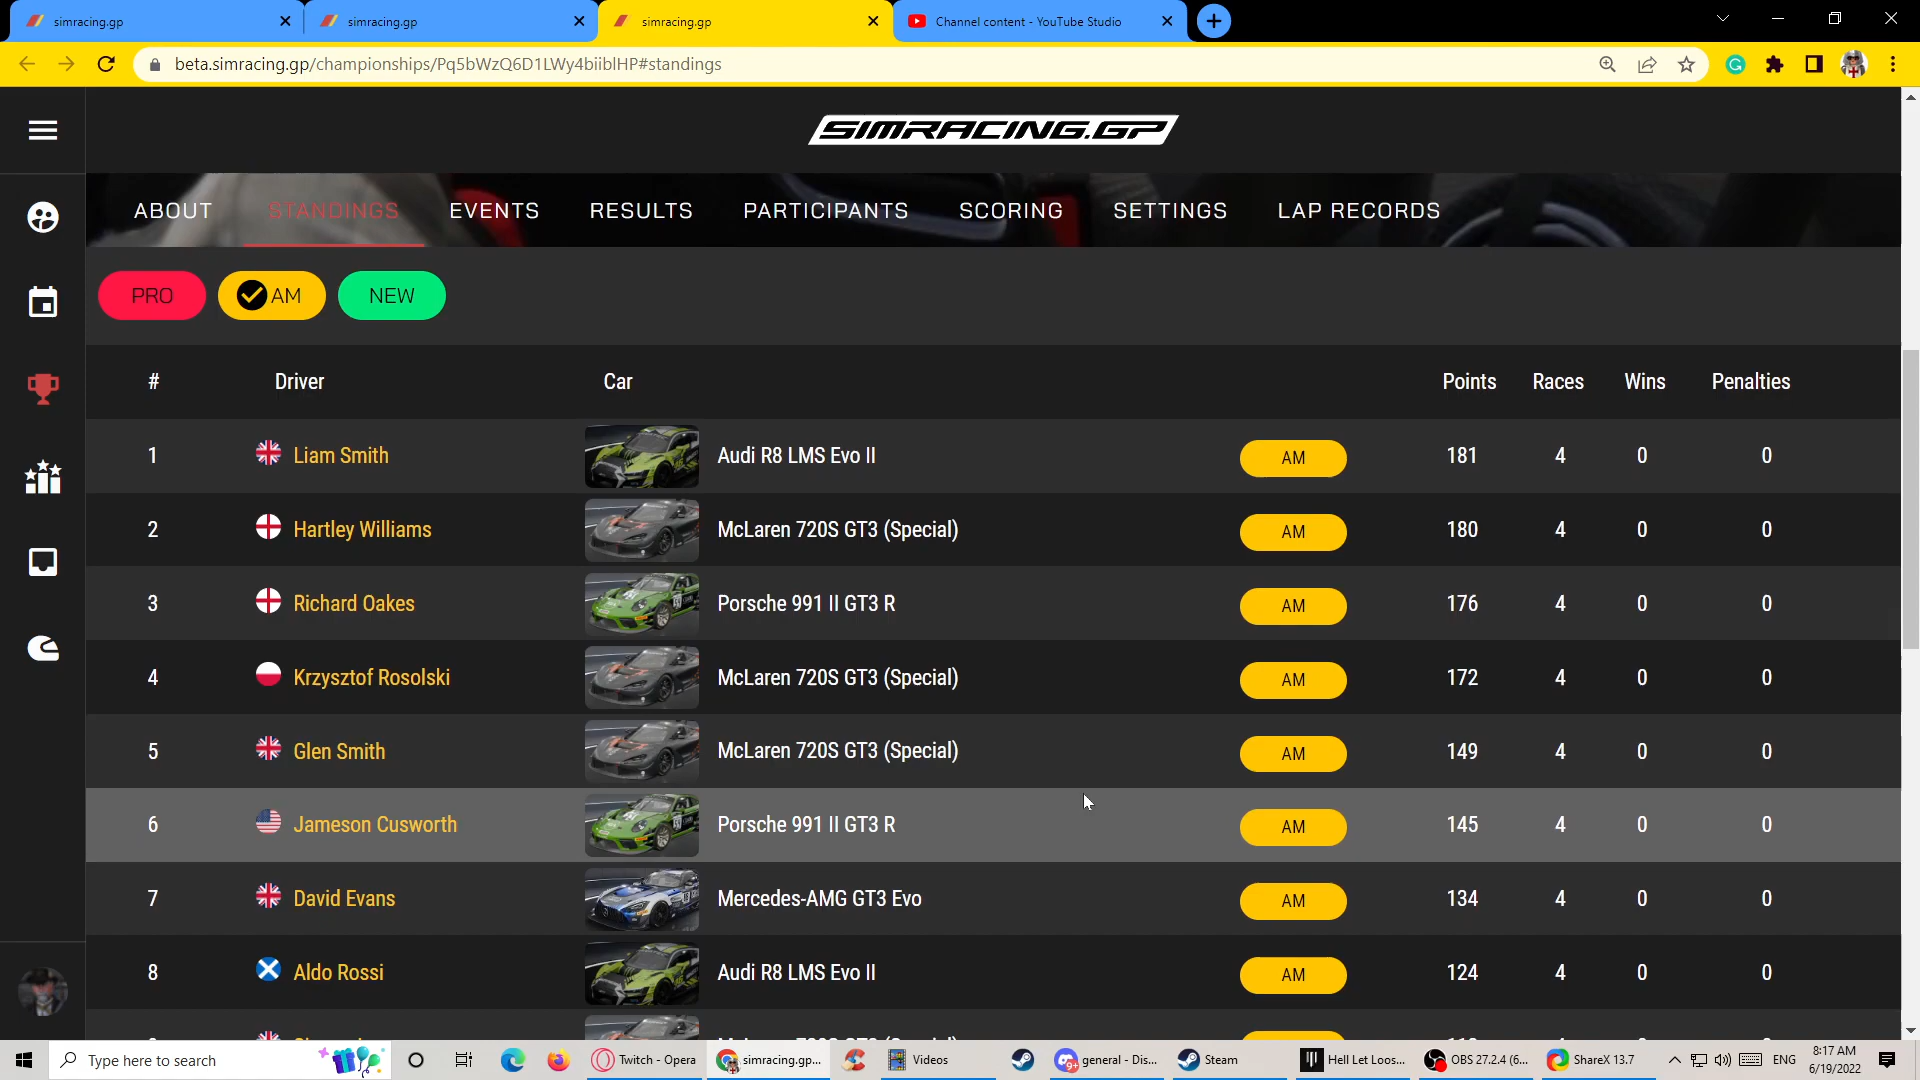 simracing.gp
simracing.gp
simracing.gp
Channel content - YouTube Studio
beta.simracing.gp/championships/Pq5bWzQ6D1LWy4biiblHP#standings
SIMRACING.GP
ABOUT STANDINGS EVENTS RESULTS PARTICIPANTS SCORING SETTINGS LAP RECORDS
PRO AM NEW
# Driver Car Points Races Wins Penalties
1 Liam Smith Audi R8 LMS Evo II AM 181 4 0 0
2 Hartley Williams McLaren 720S GT3 (Special) AM 180 4 0 0
3 Richard Oakes Porsche 991 II GT3 R AM 176 4 0 0
4 Krzysztof Rosolski McLaren 720S GT3 (Special) AM 172 4 0 0
5 Glen Smith McLaren 720S GT3 (Special) AM 149 4 0 0
6 Jameson Cusworth Porsche 991 II GT3 R AM 145 4 0 0
7 David Evans Mercedes-AMG GT3 Evo AM 134 4 0 0
8 Aldo Rossi Audi R8 LMS Evo II AM 124 4 0 0
Type here to search
Twitch - Opera
simracing.gp...
Videos
general - Dis...
Steam
Hell Let Loos...
OBS 27.2.4 (6...
ShareX 13.7
ENG
8:17 AM
6/19/2022